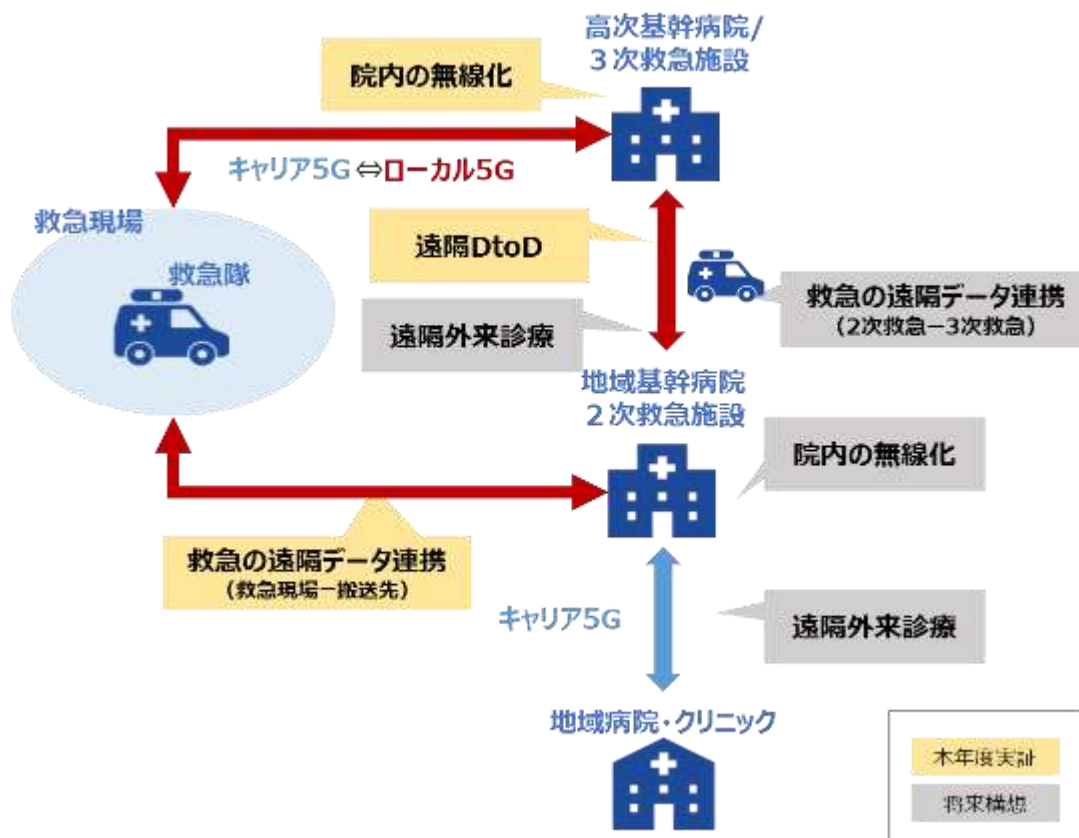 高次基幹病院/
3次救急施設
院内の無線化
キャリア5G⇔ローカル5G
救急現場
救急隊
遠隔DtoD
救急の遠隔データ連携
(2次救急ー3次救急)
遠隔外来診療
地域基幹病院
2次救急施設
院内の無線化
救急の遠隔データ連携
(救急現場ー搬送先)
キャリア5G
遠隔外来診療
地域病院・クリニック
本年度実証
将来構想